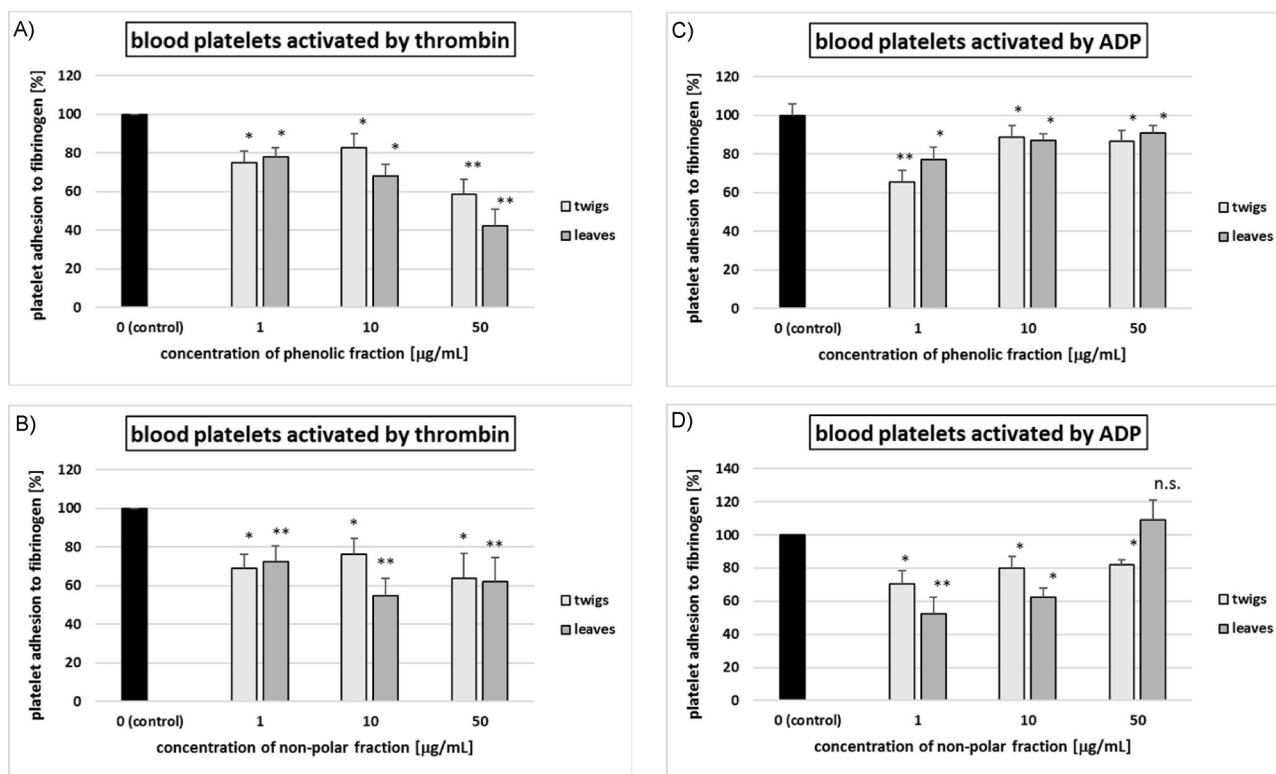 A)
blood platelets activated by thrombin
platelet adhesion to fibrinogen [%]
120
100
80
60
40
20
0
* * * * ** **
twigs
leaves
0 (control) 1 10 50
concentration of phenolic fraction [µg/mL]
C)
blood platelets activated by ADP
platelet adhesion to fibrinogen [%]
120
100
80
60
40
20
0
** * * * * *
twigs
leaves
0 (control) 1 10 50
concentration of phenolic fraction [µg/mL]
B)
blood platelets activated by thrombin
platelet adhesion to fibrinogen [%]
120
100
80
60
40
20
0
* ** * ** * **
twigs
leaves
0 (control) 1 10 50
concentration of non-polar fraction [µg/mL]
D)
blood platelets activated by ADP
platelet adhesion to fibrinogen [%]
140
120
100
80
60
40
20
0
* ** * * * n.s.
twigs
leaves
0 (control) 1 10 50
concentration of non-polar fraction [µg/mL]